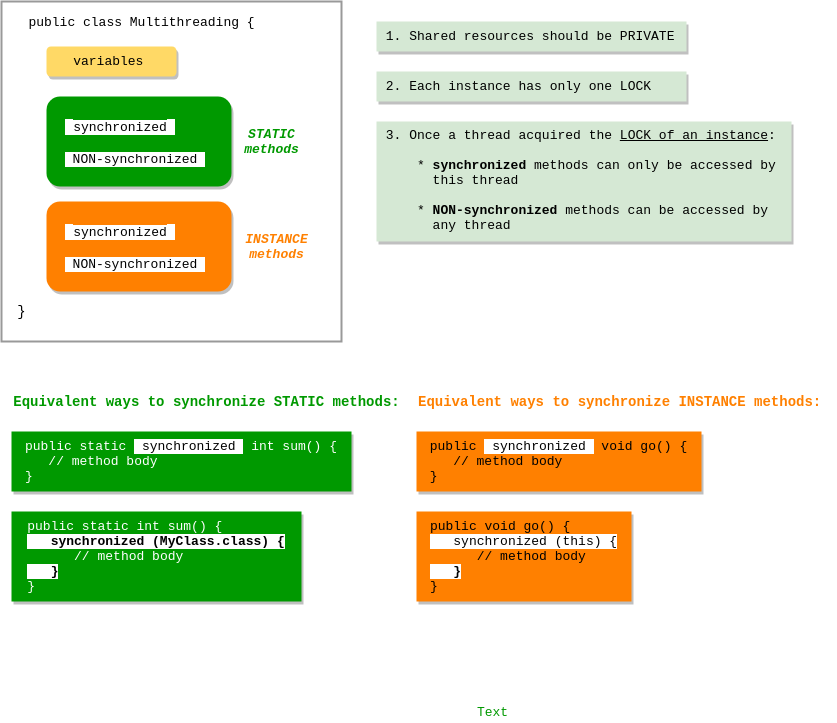 public class Multithreading {
variables
synchronized
NON-synchronized
STATIC
methods
synchronized
NON-synchronized
INSTANCE
methods
}
1. Shared resources should be PRIVATE
2. Each instance has only one LOCK
3. Once a thread acquired the LOCK of an instance:
* synchronized methods can only be accessed by
this thread
* NON-synchronized methods can be accessed by
any thread
Equivalent ways to synchronize STATIC methods:
public static synchronized int sum() {
// method body
}
public static int sum() {
synchronized (MyClass.class) {
// method body
}
}
Equivalent ways to synchronize INSTANCE methods:
public synchronized void go() {
// method body
}
public void go() {
synchronized (this) {
// method body
}
}
Text